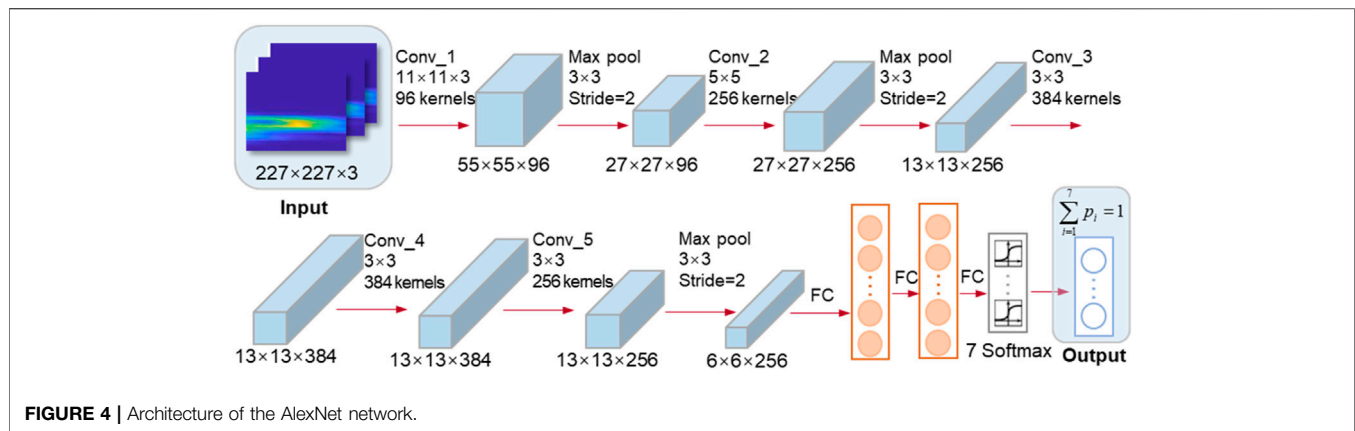 Conv_1
11×11×3
96 kernels
Max pool
3×3
Stride=2
Conv_2
5×5
256 kernels
Max pool
3×3
Stride=2
Conv_3
3×3
384 kernels
227×227×3
Input
55×55×96
27×27×96
27×27×256
13×13×256
Conv_4
3×3
384 kernels
Conv_5
3×3
256 kernels
Max pool
3×3
Stride=2
FC
FC
FC
7
∑ p_i = 1
i=1
13×13×384
13×13×384
13×13×256
6×6×256
7 Softmax
Output
FIGURE 4 | Architecture of the AlexNet network.